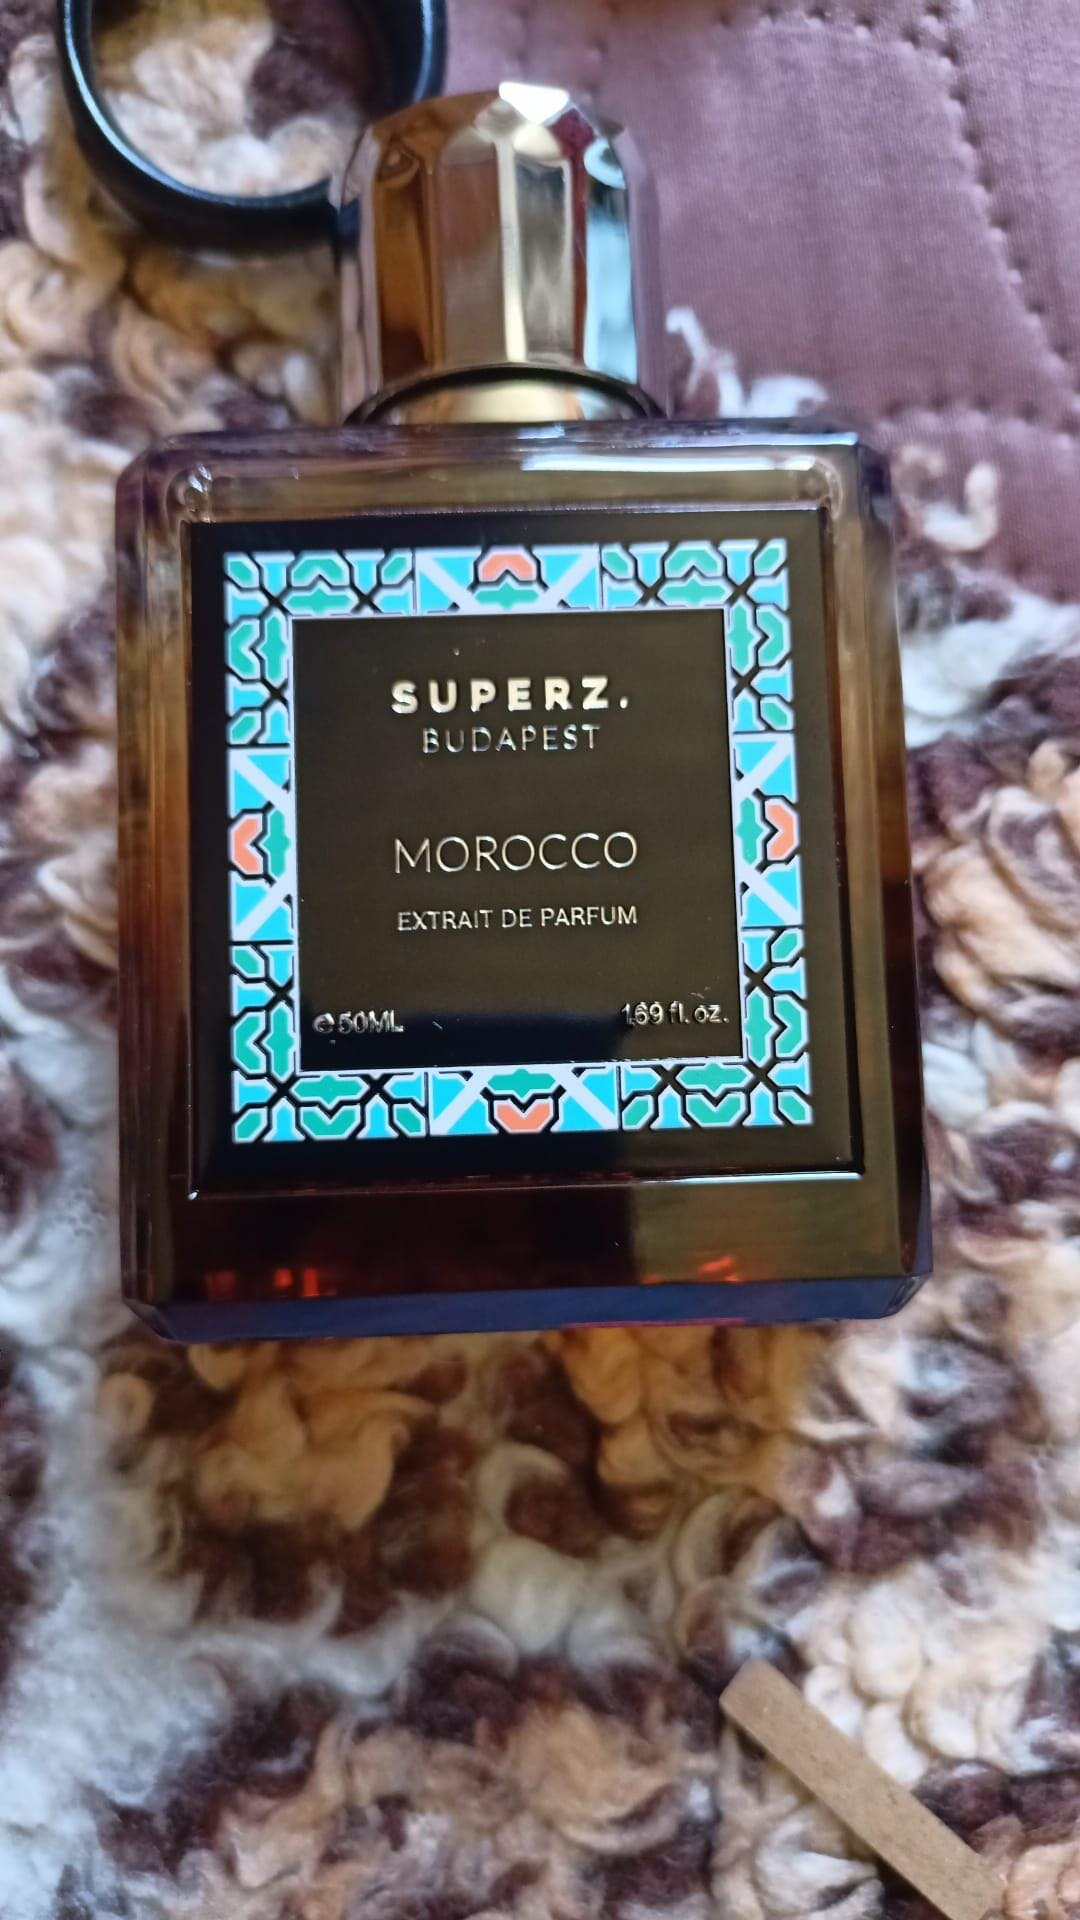 SUPERZ.
BUDAPEST
MOROCCO
EXTRAIT DE PARFUM
℮50ML 1.69 fl. oz.